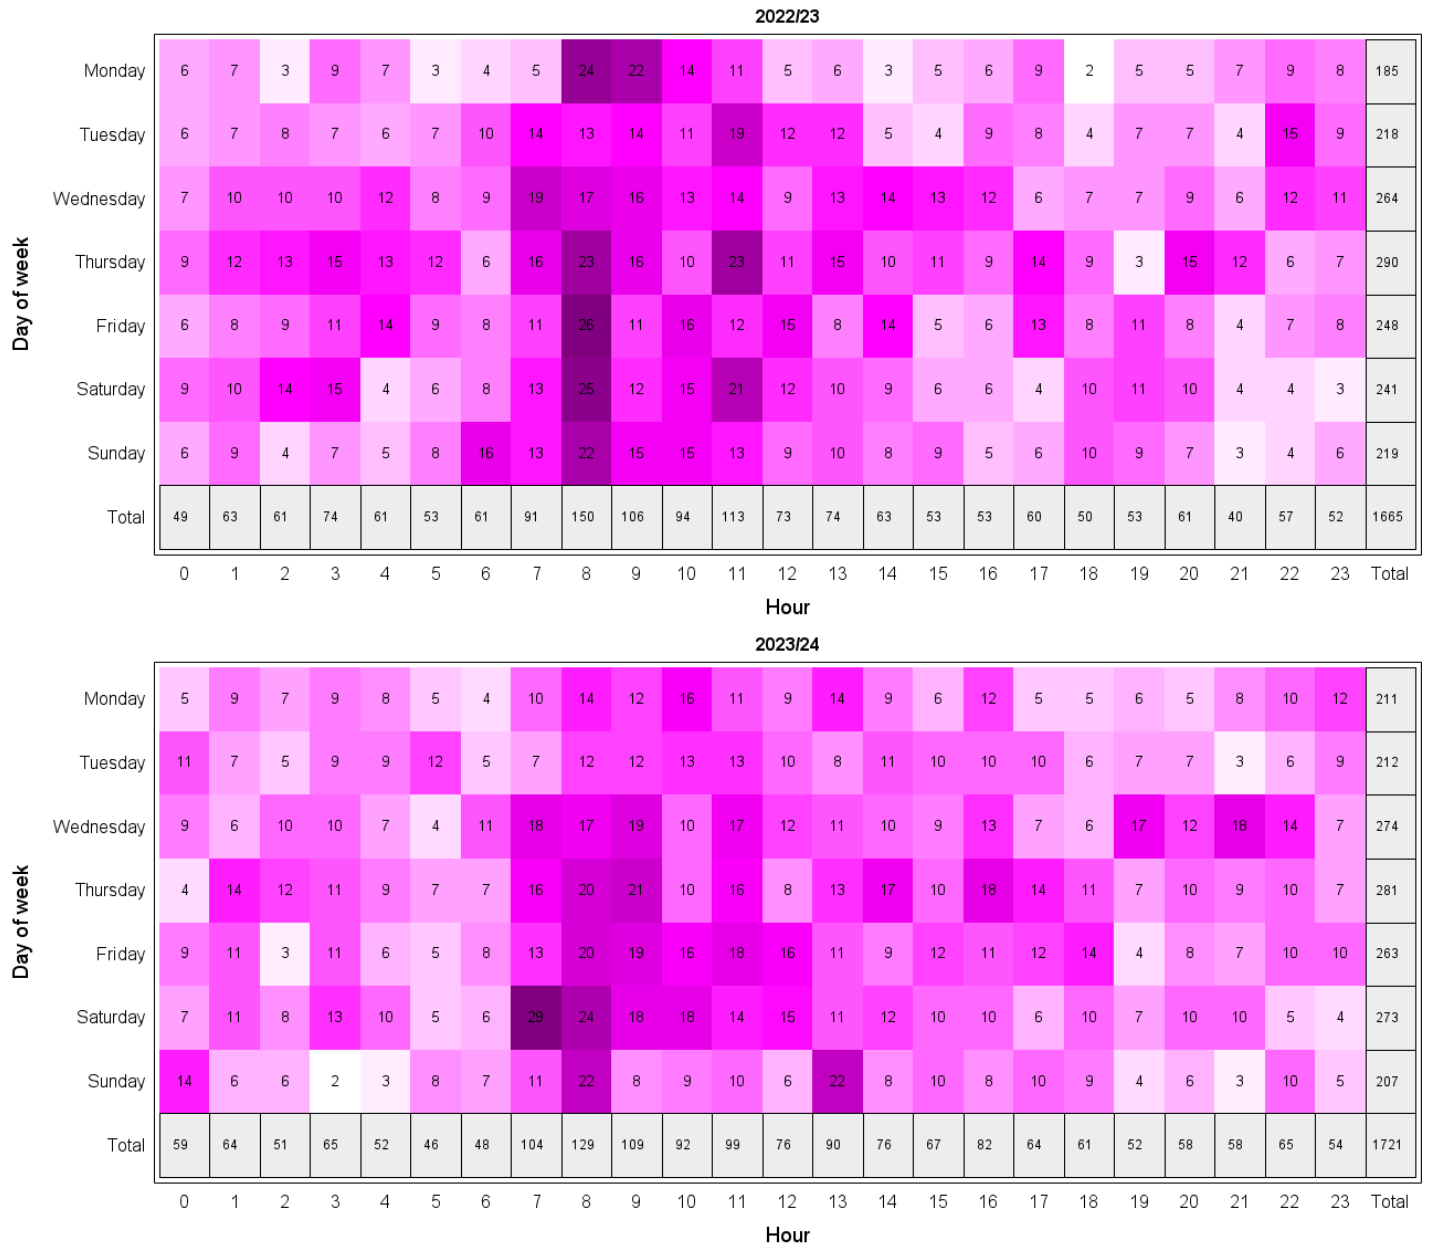 2022/23
Monday 6 7 3 9 7 3 4 5 24 22 14 11 5 6 3 5 6 9 2 5 5 7 9 8 185
Tuesday 6 7 8 7 6 7 10 14 13 14 11 19 12 12 5 4 9 8 4 7 7 4 15 9 218
Wednesday 7 10 10 10 12 8 9 19 17 16 13 14 9 13 14 13 12 6 7 7 9 6 12 11 264
Thursday 9 12 13 15 13 12 6 16 23 16 10 23 11 15 10 11 9 14 9 3 15 12 6 7 290
Friday 6 8 9 11 14 9 8 11 26 11 16 12 15 8 14 5 6 13 8 11 8 4 7 8 248
Saturday 9 10 14 15 4 6 8 13 25 12 15 21 12 10 9 6 6 4 10 11 10 4 4 3 241
Sunday 6 9 4 7 5 8 16 13 22 15 15 13 9 10 8 9 5 6 10 9 7 3 4 6 219
Total 49 63 61 74 61 53 61 91 150 106 94 113 73 74 63 53 53 60 50 53 61 40 57 52 1665
0 1 2 3 4 5 6 7 8 9 10 11 12 13 14 15 16 17 18 19 20 21 22 23 Total
Hour
Day of week
2023/24
Monday 5 9 7 9 8 5 4 10 14 12 16 11 9 14 9 6 12 5 5 6 5 8 10 12 211
Tuesday 11 7 5 9 9 12 5 7 12 12 13 13 10 8 11 10 10 10 6 7 7 3 6 9 212
Wednesday 9 6 10 10 7 4 11 18 17 19 10 17 12 11 10 9 13 7 6 17 12 18 14 7 274
Thursday 4 14 12 11 9 7 7 16 20 21 10 16 8 13 17 10 18 14 11 7 10 9 10 7 281
Friday 9 11 3 11 6 5 8 13 20 19 16 18 16 11 9 12 11 12 14 4 8 7 10 10 263
Saturday 7 11 8 13 10 5 6 29 24 18 18 14 15 11 12 10 10 6 10 7 10 10 5 4 273
Sunday 14 6 6 2 3 8 7 11 22 8 9 10 6 22 8 10 8 10 9 4 6 3 10 5 207
Total 59 64 51 65 52 46 48 104 129 109 92 99 76 90 76 67 82 64 61 52 58 58 65 54 1721
0 1 2 3 4 5 6 7 8 9 10 11 12 13 14 15 16 17 18 19 20 21 22 23 Total
Hour
Day of week